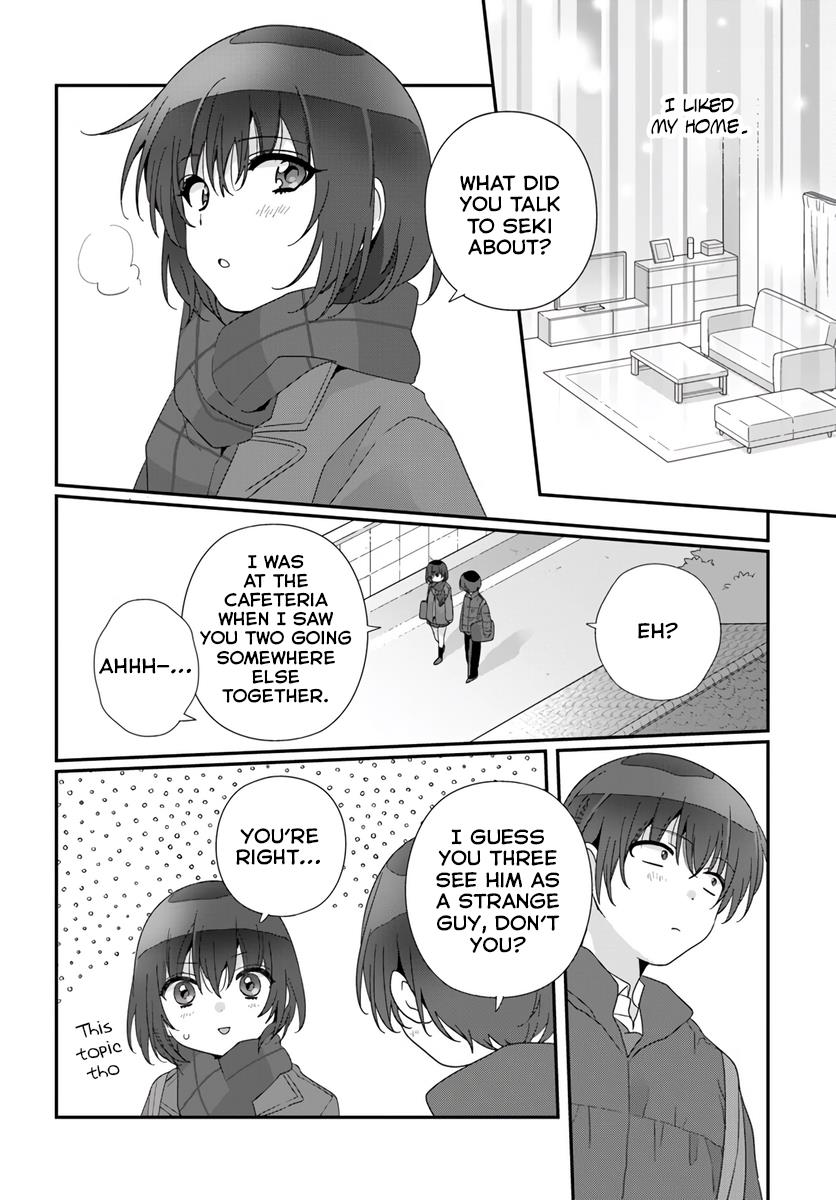 I LIKED
MY HOME.
WHAT DID
YOU TALK
TO SEKI
ABOUT?
EH?
I WAS
AT THE
CAFETERIA
WHEN I SAW
YOU TWO GOING
SOMEWHERE
ELSE
TOGETHER.
AHHH–...
I GUESS
YOU THREE
SEE HIM AS
A STRANGE
GUY, DON'T
YOU?
YOU'RE
RIGHT...
This
topic
tho